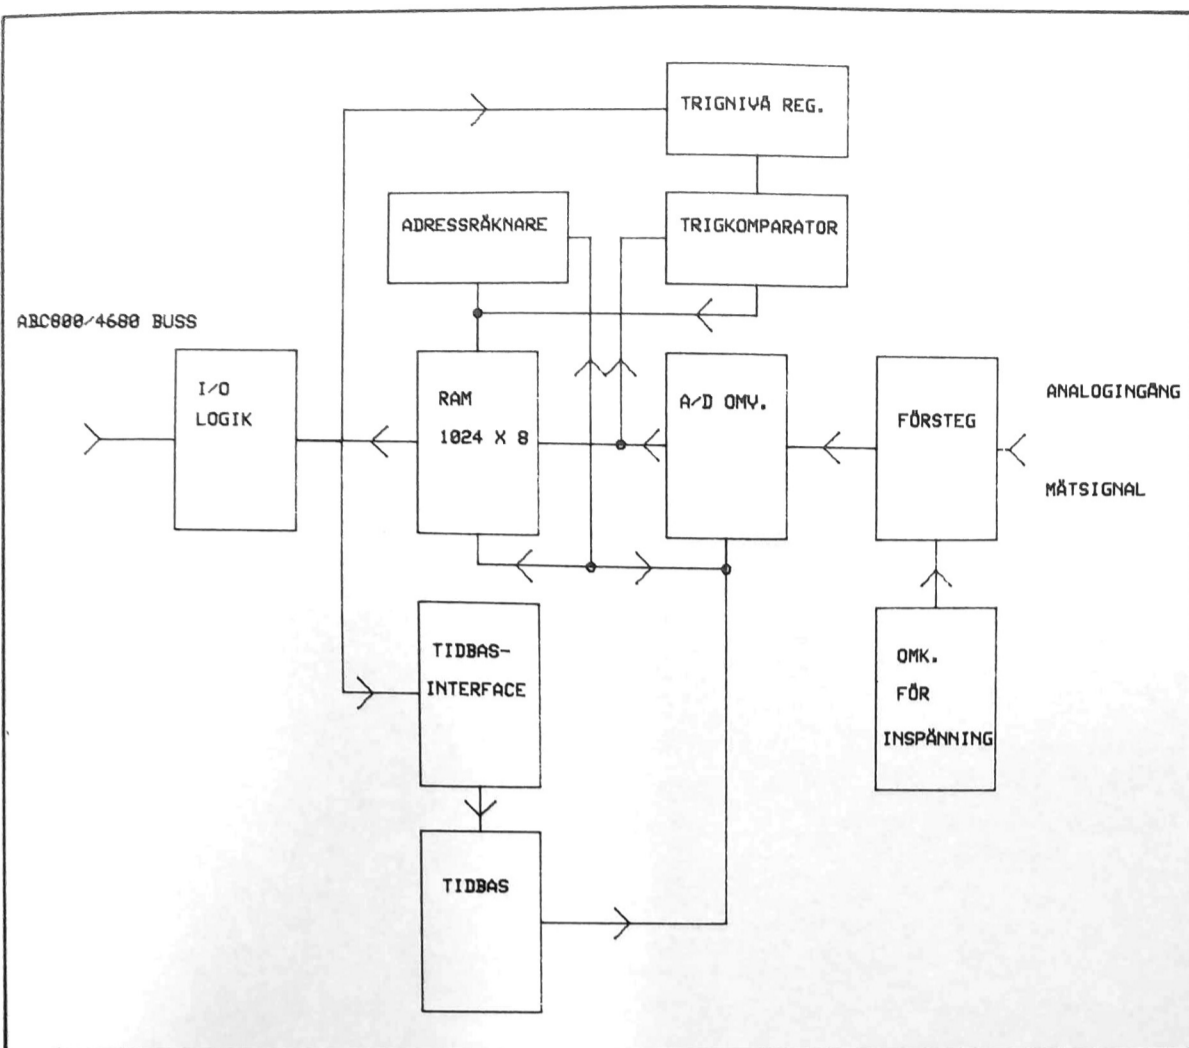 TRIGNIVÅ REG.
ADRESSRÄKNARE
TRIGKOMPARATOR
ABC800/4680 BUSS
I/O
LOGIK
RAM
1024 X 8
A/D OMV.
FÖRSTEG
ANALOGINGÅNG
MÄTSIGNAL
TIDBAS-
INTERFACE
OMK.
FÖR
INSPÄNNING
TIDBAS